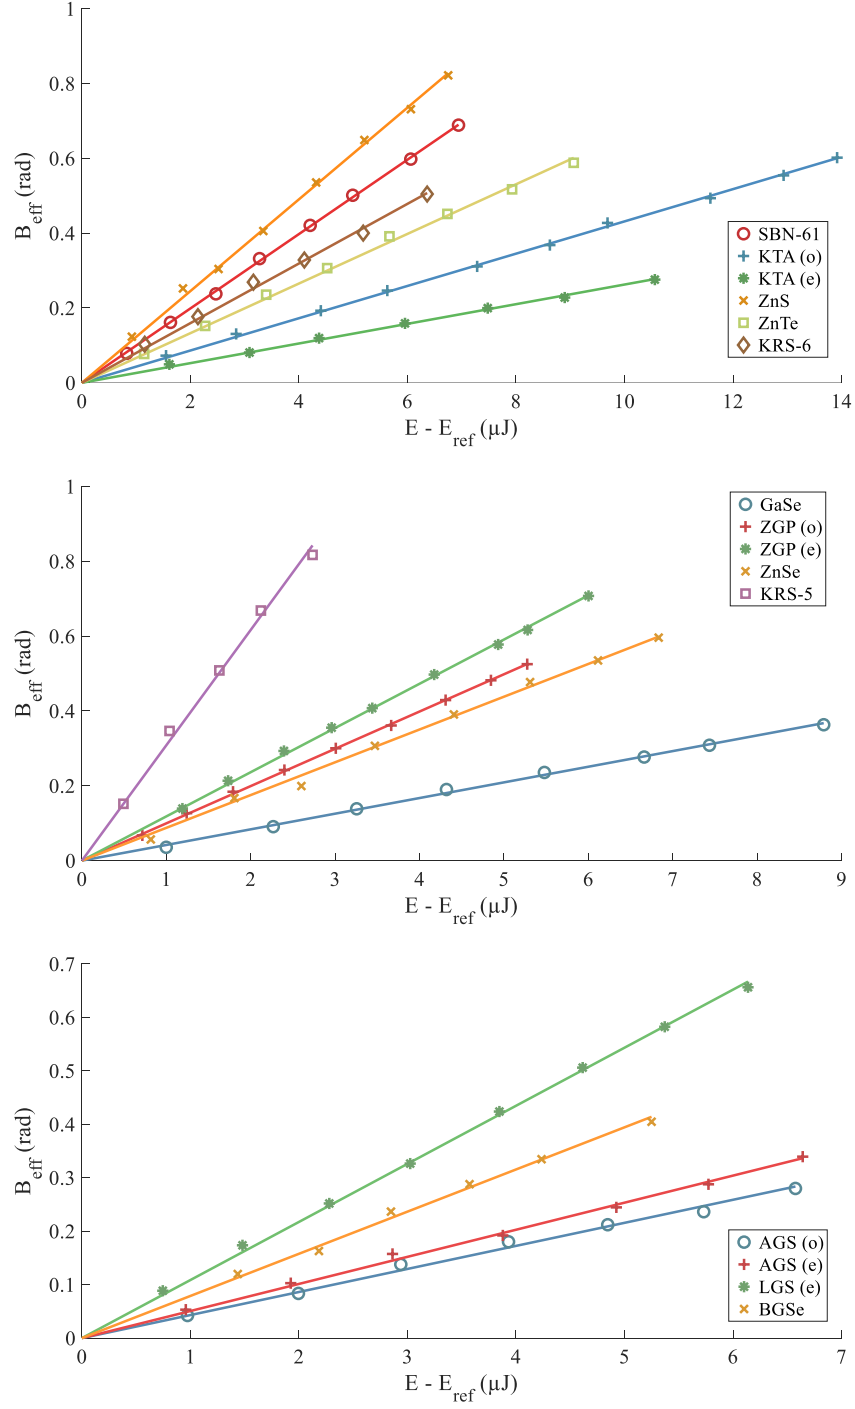 1
0.8
0.6
0.4
0.2
0
B_eff (rad)
SBN-61
KTA (o)
KTA (e)
ZnS
ZnTe
KRS-6
0 2 4 6 8 10 12 14
E - E_ref (μJ)
1
0.8
0.6
0.4
0.2
0
B_eff (rad)
GaSe
ZGP (o)
ZGP (e)
ZnSe
KRS-5
0 1 2 3 4 5 6 7 8 9
E - E_ref (μJ)
0.7
0.6
0.5
0.4
0.3
0.2
0.1
0
B_eff (rad)
AGS (o)
AGS (e)
LGS (e)
BGSe
0 1 2 3 4 5 6 7
E - E_ref (μJ)